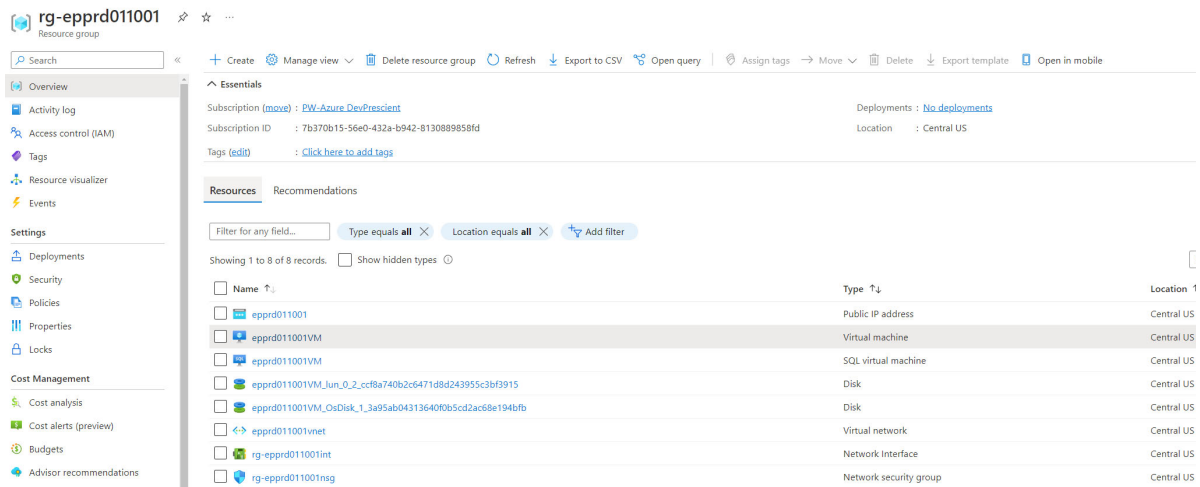 rg-epprd011001
Resource group
Search
Overview
Activity log
Access control (IAM)
Tags
Resource visualizer
Events
Settings
Deployments
Security
Policies
Properties
Locks
Cost Management
Cost analysis
Cost alerts (preview)
Budgets
Advisor recommendations
Create Manage view Delete resource group Refresh Export to CSV Open query Assign tags Move Delete Export template Open in mobile
Essentials
Subscription (move) : PW-Azure DevPrescient Deployments : No deployments
Subscription ID : 7b370b15-56e0-432a-b942-8130889858fd Location : Central US
Tags (edit) : Click here to add tags
Resources Recommendations
Filter for any field... Type equals all Location equals all Add filter
Showing 1 to 8 of 8 records. Show hidden types
Name Type Location
epprd011001 Public IP address Central US
epprd011001VM Virtual machine Central US
epprd011001VM SQL virtual machine Central US
epprd011001VM_lun_0_2_ccf8a740b2c6471d8d243955c3bf3915 Disk Central US
epprd011001VM_OsDisk_1_3a95ab04313640f0b5cd2ac68e194bfb Disk Central US
epprd011001vnet Virtual network Central US
rg-epprd011001int Network Interface Central US
rg-epprd011001nsg Network security group Central US